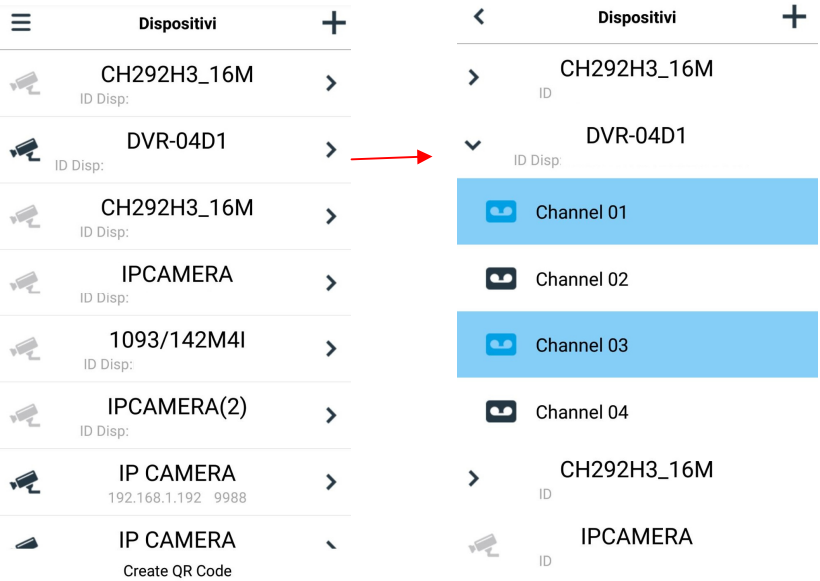 Dispositivi
CH292H3_16M
ID Disp:
DVR-04D1
ID Disp:
CH292H3_16M
ID Disp:
IPCAMERA
ID Disp:
1093/142M4I
ID Disp:
IPCAMERA(2)
ID Disp:
IP CAMERA
192.168.1.192 9988
IP CAMERA
Create QR Code
Dispositivi
CH292H3_16M
ID
DVR-04D1
ID Disp:
Channel 01
Channel 02
Channel 03
Channel 04
CH292H3_16M
ID
IPCAMERA
ID